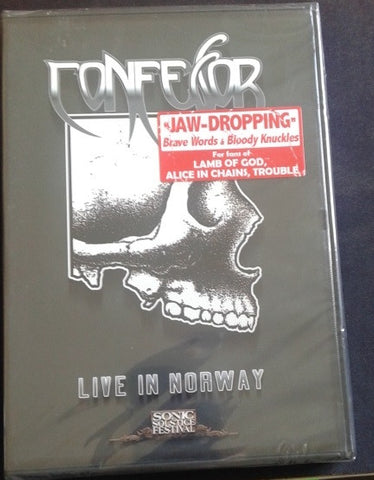 CONFESSOR
"JAW-DROPPING"
Brave Words & Bloody Knuckles
For fans of
LAMB OF GOD,
ALICE IN CHAINS, TROUBLE
LIVE IN NORWAY
SONIC
SOLSTICE
FESTIVAL